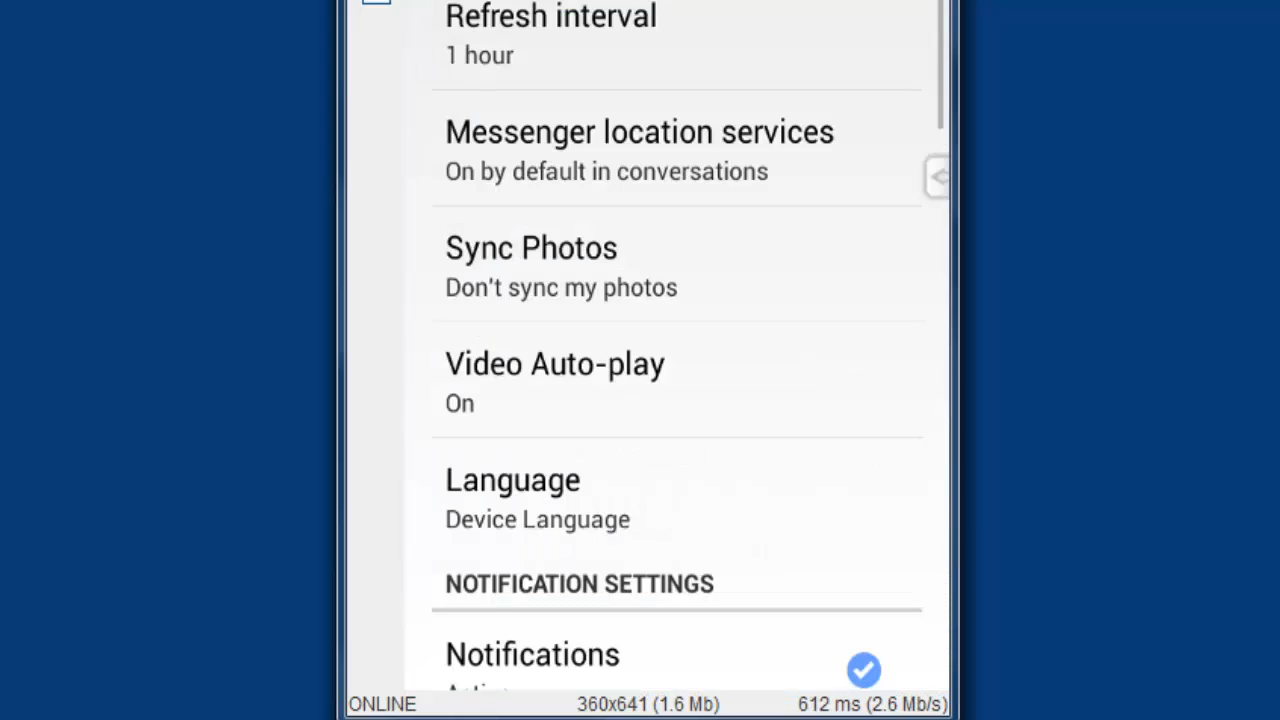 Refresh interval
1 hour
Messenger location services
On by default in conversations
Sync Photos
Don't sync my photos
Video Auto-play
On
Language
Device Language
NOTIFICATION SETTINGS
Notifications
ONLINE 360x641 (1.6 Mb) 612 ms (2.6 Mb/s)